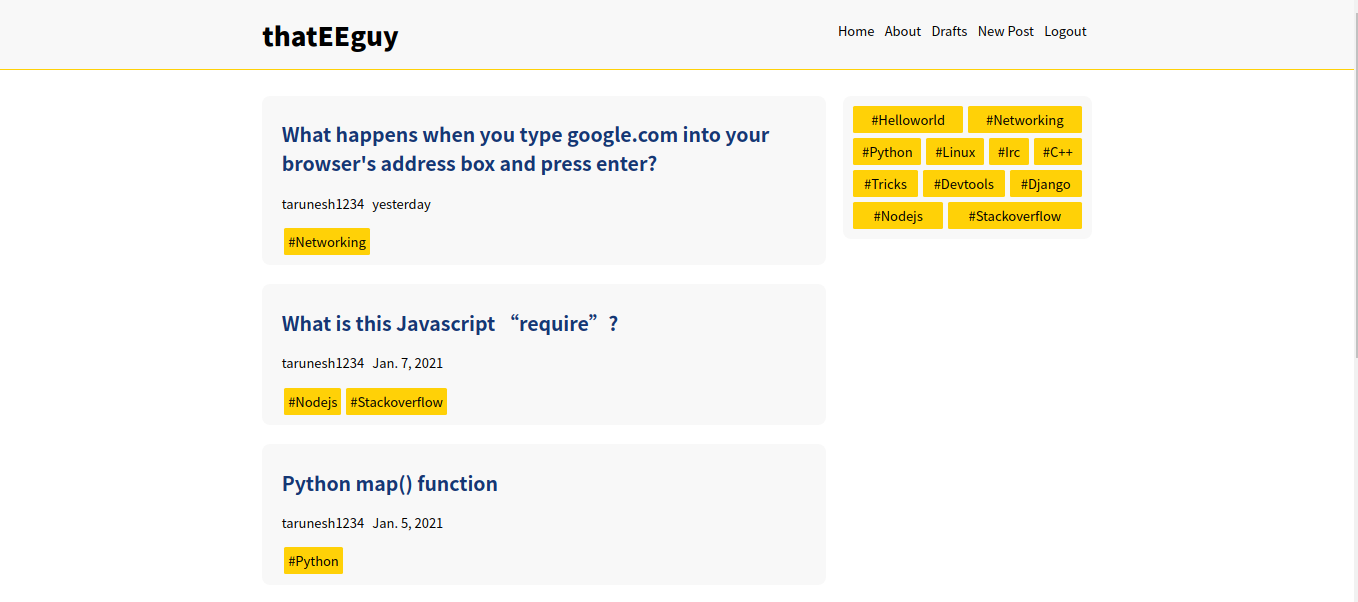 thatEEguy
Home About Drafts New Post Logout
What happens when you type google.com into your
browser's address box and press enter?
tarunesh1234 yesterday
#Networking
What is this Javascript “require” ?
tarunesh1234 Jan. 7, 2021
#Nodejs #Stackoverflow
Python map() function
tarunesh1234 Jan. 5, 2021
#Python
#Helloworld #Networking
#Python #Linux #Irc #C++
#Tricks #Devtools #Django
#Nodejs #Stackoverflow